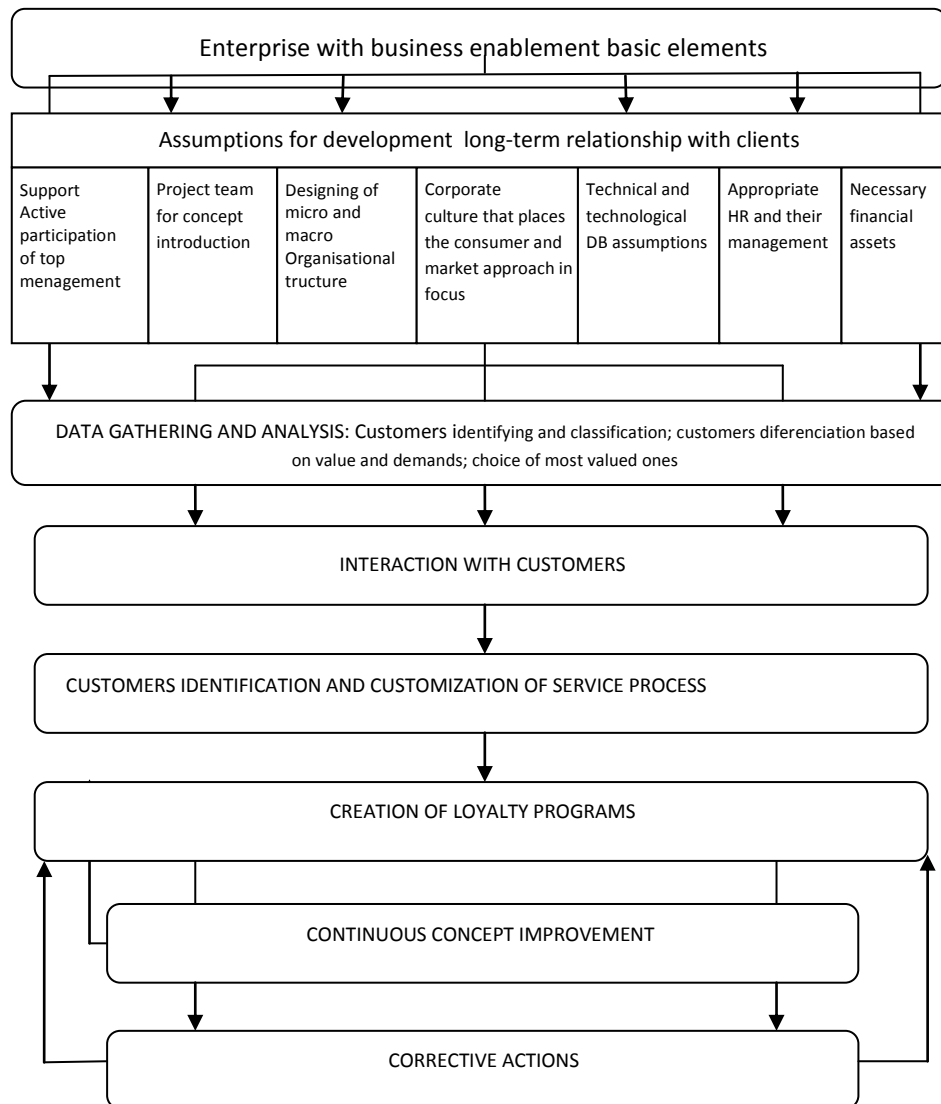 Enterprise with business enablement basic elements
Assumptions for development long-term relationship with clients
Support
Active
participation
of top
menagement
Project team
for concept
introduction
Designing of
micro and
macro
Organisational
tructure
Corporate
culture that places
the consumer and
market approach in
focus
Technical and
technological
DB assumptions
Appropriate
HR and their
management
Necessary
financial
assets
DATA GATHERING AND ANALYSIS: Customers identifying and classification; customers diferenciation based
on value and demands; choice of most valued ones
INTERACTION WITH CUSTOMERS
CUSTOMERS IDENTIFICATION AND CUSTOMIZATION OF SERVICE PROCESS
CREATION OF LOYALTY PROGRAMS
CONTINUOUS CONCEPT IMPROVEMENT
CORRECTIVE ACTIONS